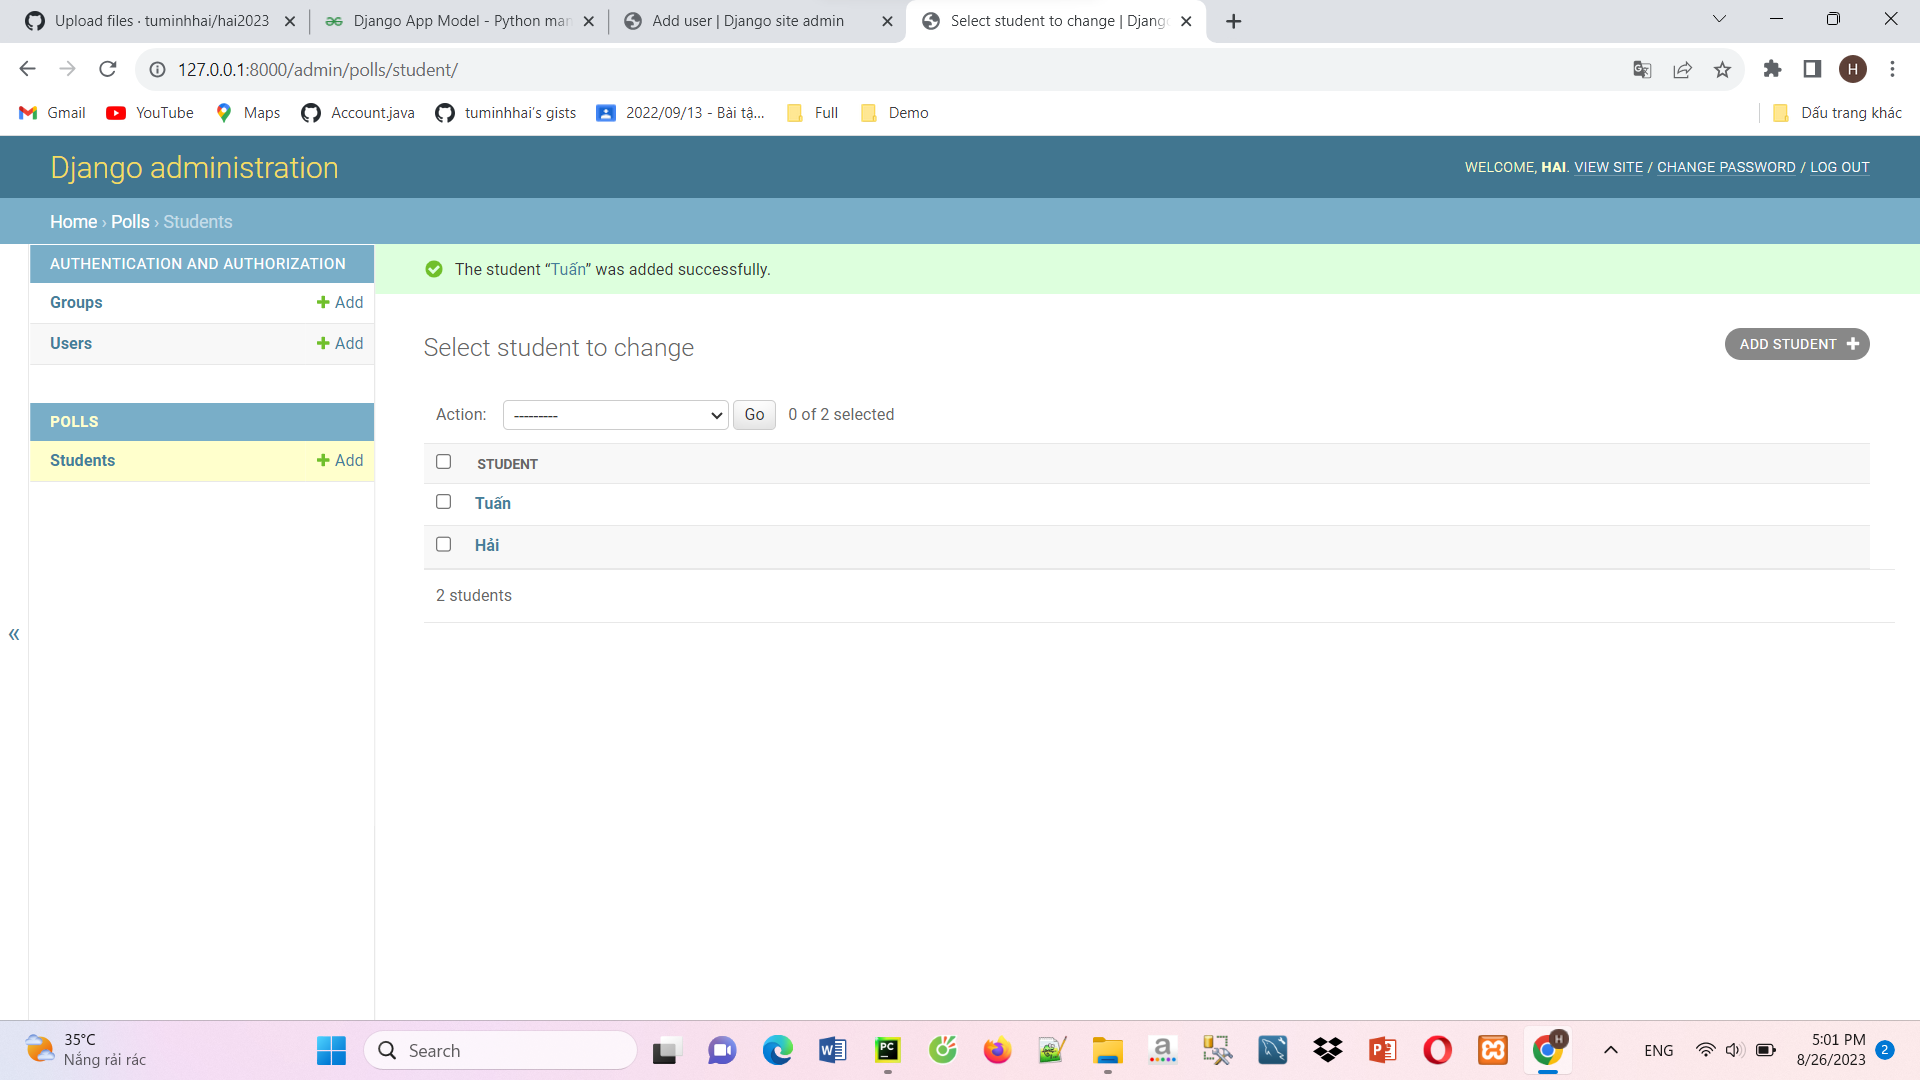 Upload files · tuminhhai/hai2023
Django App Model - Python man
Add user | Django site admin
Select student to change | Django
127.0.0.1:8000/admin/polls/student/
H
Gmail
YouTube
Maps
Account.java
tuminhhai's gists
2022/09/13 - Bài tậ...
Full
Demo
Dấu trang khác
Django administration
WELCOME, HAI. VIEW SITE / CHANGE PASSWORD / LOG OUT
Home › Polls › Students
AUTHENTICATION AND AUTHORIZATION
Groups
Add
Users
Add
POLLS
Students
Add
«
The student “Tuấn” was added successfully.
Select student to change
ADD STUDENT
Action:
---------
Go
0 of 2 selected
STUDENT
Tuấn
Hải
2 students
35°C
Nắng rải rác
Search
PC
a
H
ENG
5:01 PM
8/26/2023
2